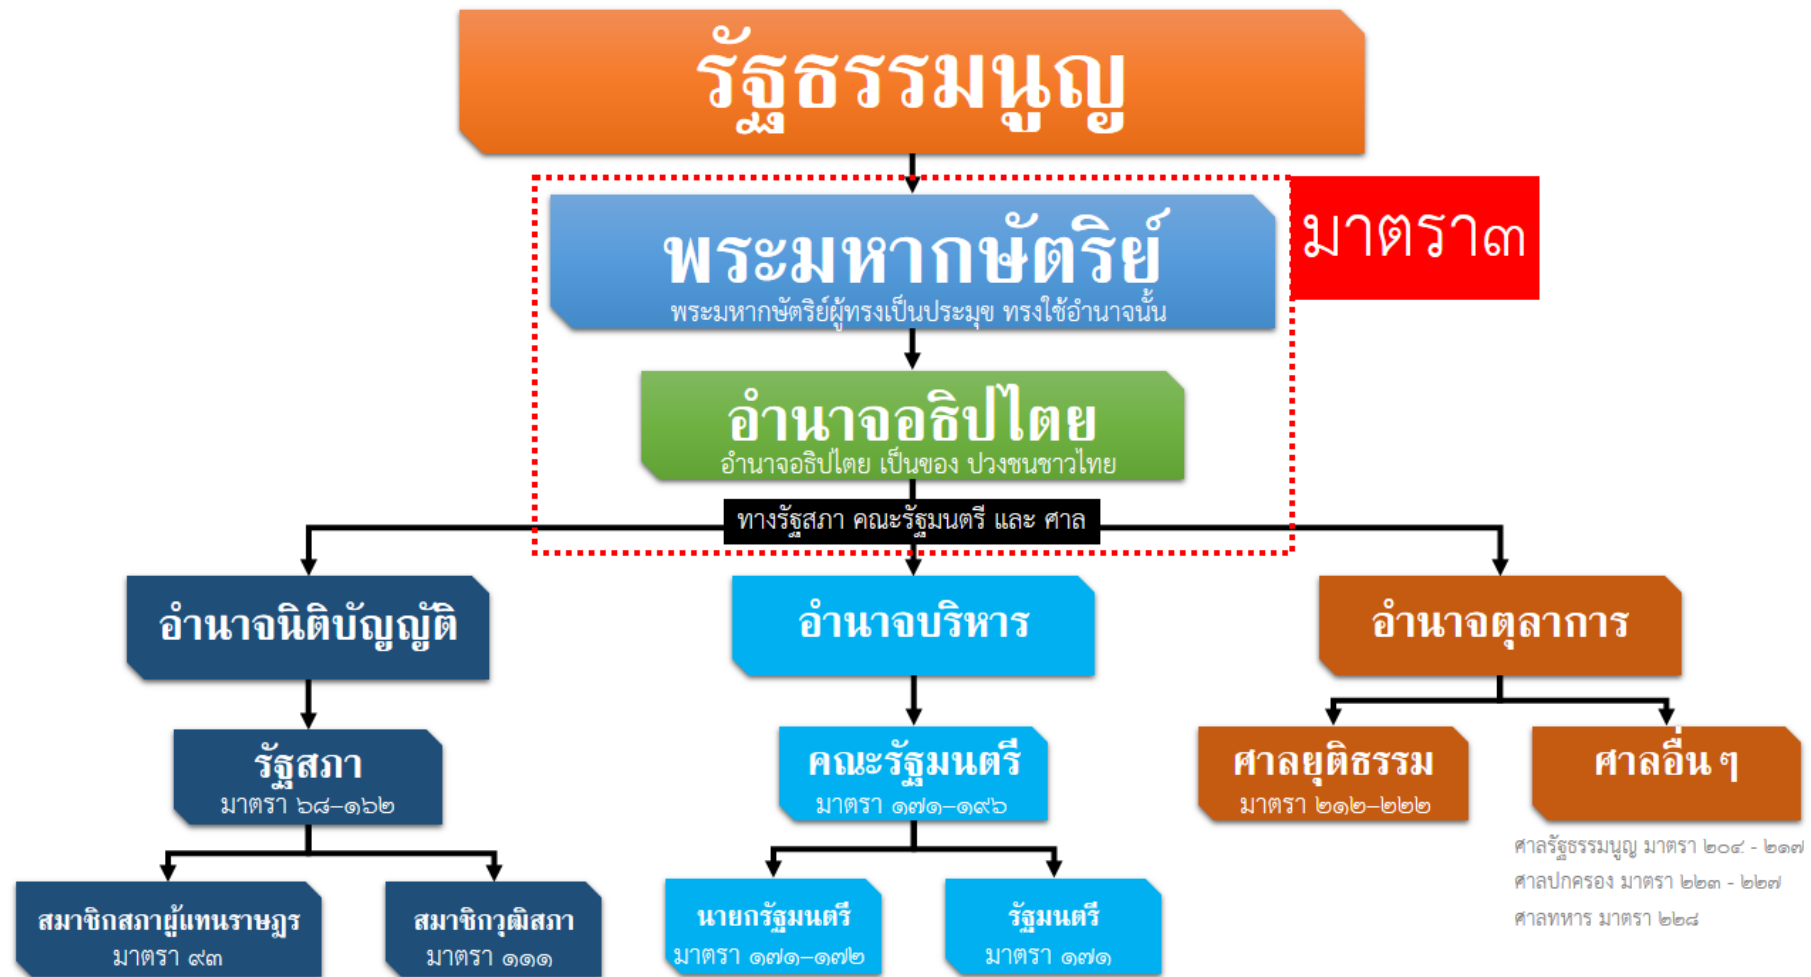 รัฐธรรมนูญ
พระมหากษัตริย์
พระมหากษัตริย์ผู้ทรงเป็นประมุข ทรงใช้อำนาจนั้น
มาตรา๓
อำนาจอธิปไตย
อำนาจอธิปไตย เป็นของ ปวงชนชาวไทย
ทางรัฐสภา คณะรัฐมนตรี และ ศาล
อำนาจนิติบัญญัติ
อำนาจบริหาร
อำนาจตุลาการ
รัฐสภา
มาตรา ๖๘–๑๖๒
คณะรัฐมนตรี
มาตรา ๑๗๑–๑๙๖
ศาลยุติธรรม
มาตรา ๒๑๒–๒๒๒
ศาลอื่น ๆ
ศาลรัฐธรรมนูญ มาตรา ๒๐๔ - ๒๑๗
ศาลปกครอง มาตรา ๒๒๓ - ๒๒๗
ศาลทหาร มาตรา ๒๒๘
สมาชิกสภาผู้แทนราษฎร
มาตรา ๙๓
สมาชิกวุฒิสภา
มาตรา ๑๑๑
นายกรัฐมนตรี
มาตรา ๑๗๑–๑๗๒
รัฐมนตรี
มาตรา ๑๗๑